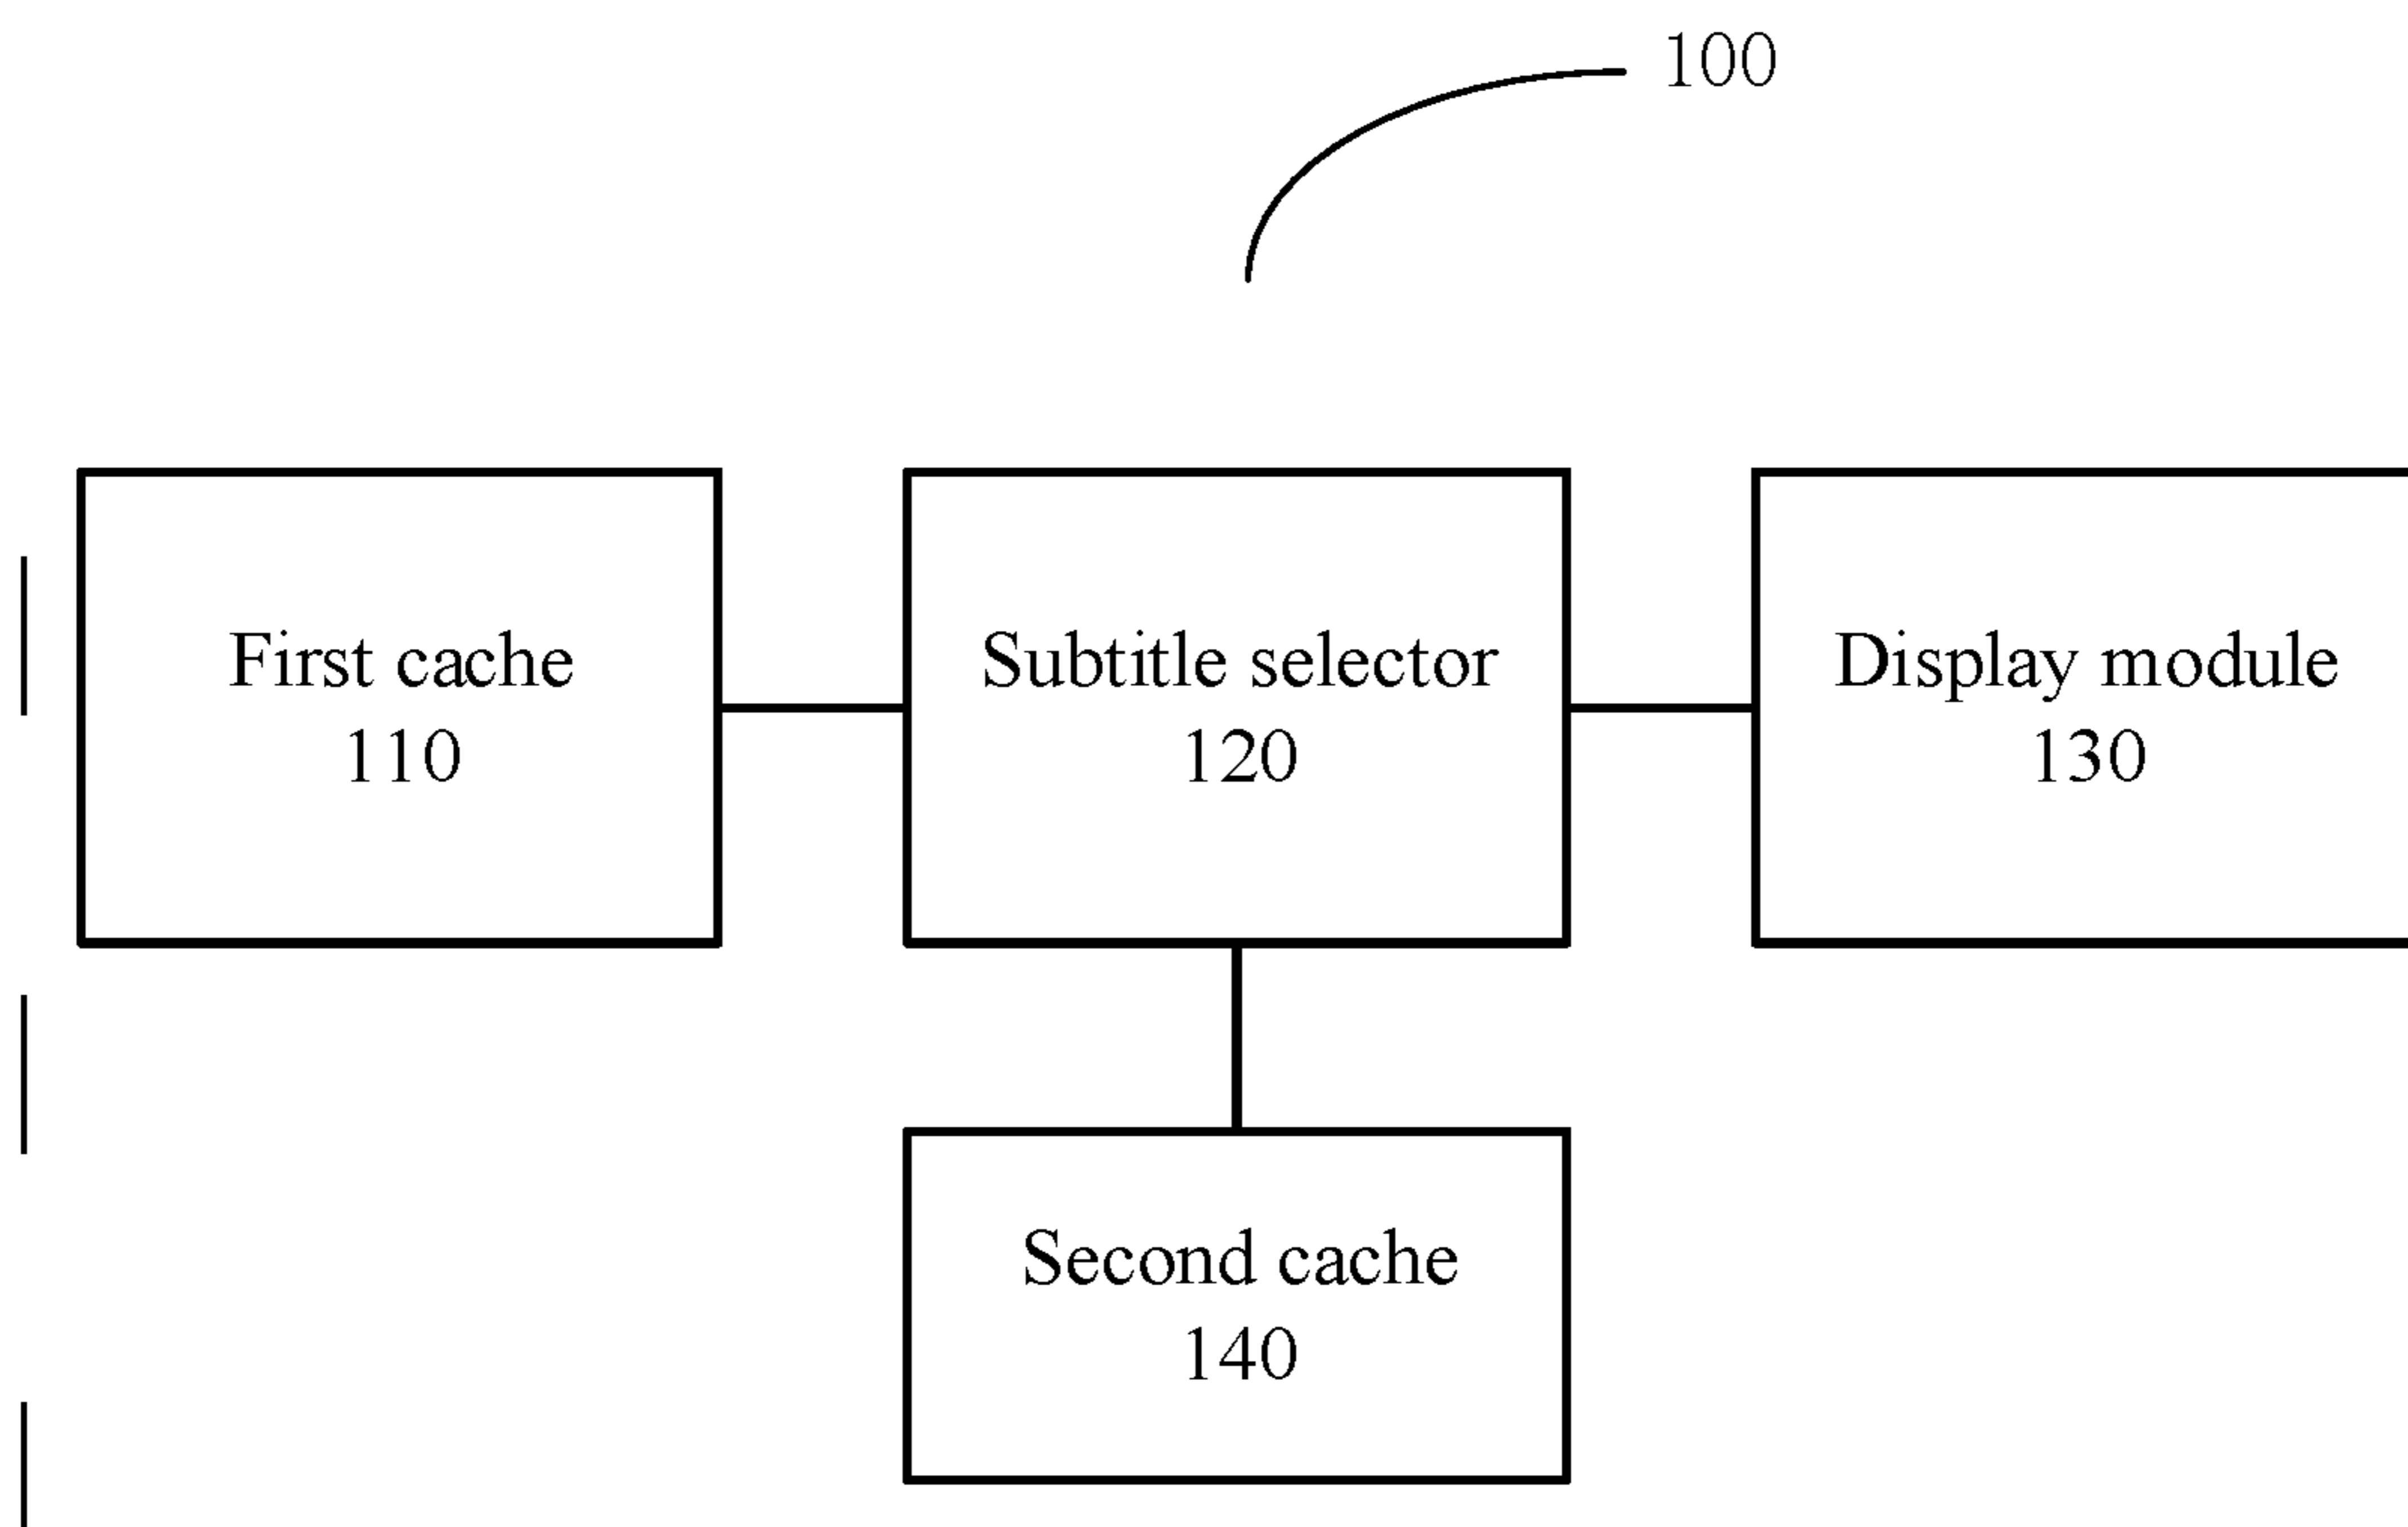 100
First cache
110
Subtitle selector
120
Display module
130
Second cache
140